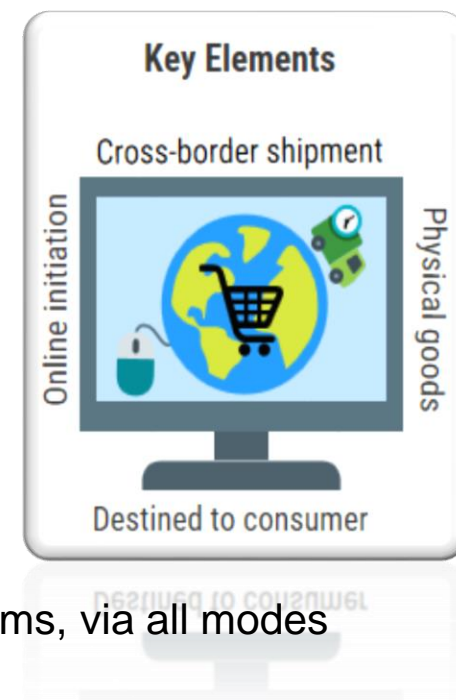 Key Elements
Cross-border shipment
Online initiation
Physical goods
Destined to consumer
ms, via all modes